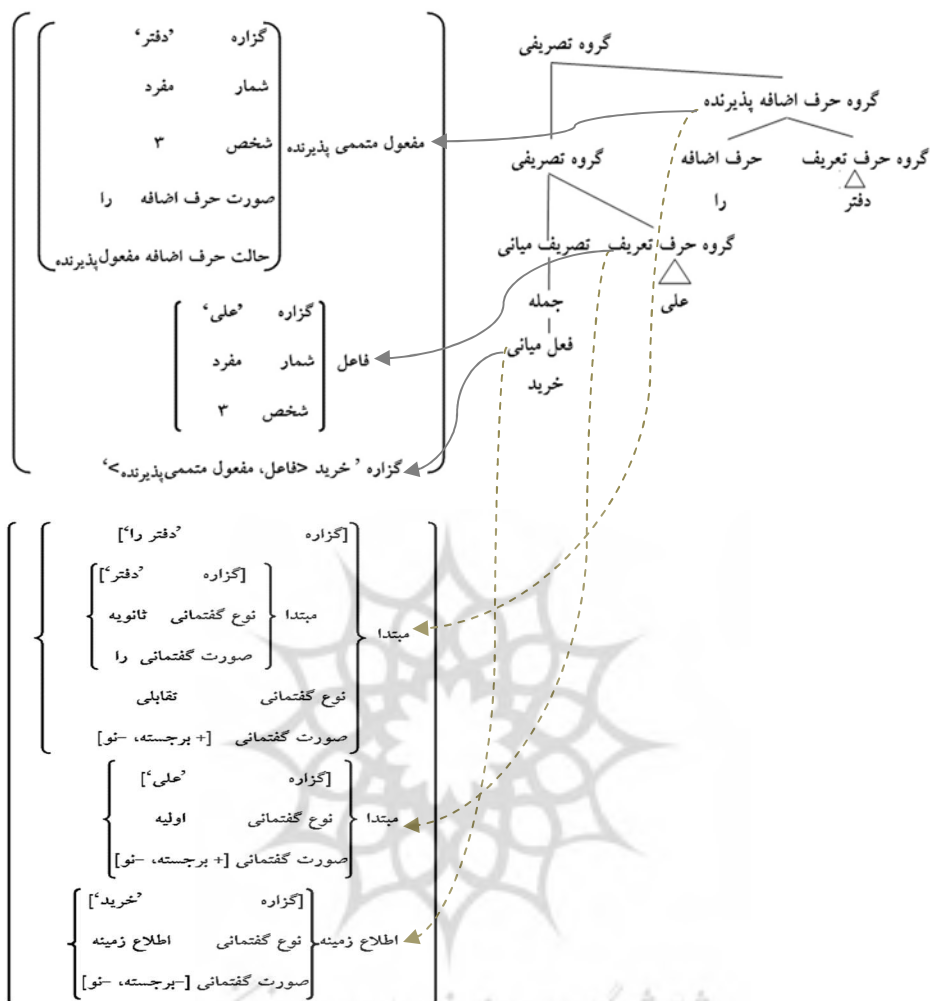 گروه تصریفی
گروه حرف اضافه پذیرنده
گروه تصریفی حرف اضافه گروه حرف تعریف
را دفتر
گروه حرف تعریف تصریف میانی
علی
جمله
فعل میانی
خرید
گزاره ’دفتر‘
شمار مفرد
مفعول متممی پذیرنده شخص ۳
صورت حرف اضافه را
حالت حرف اضافه مفعول پذیرنده
گزاره ’علی‘
فاعل شمار مفرد
شخص ۳
گزاره ’ خرید <فاعل، مفعول متممی پذیرنده>‘
[گزاره ’دفتر را‘]
[گزاره ’دفتر‘]
مبتدا مبتدا نوع گفتمانی ثانویه
صورت گفتمانی را
نوع گفتمانی تقابلی
صورت گفتمانی [+ برجسته، –نو]
[گزاره ’علی‘]
مبتدا نوع گفتمانی اولیه
صورت گفتمانی [+ برجسته، –نو]
[گزاره ’خرید‘]
اطلاع زمینه نوع گفتمانی اطلاع زمینه
صورت گفتمانی [–برجسته، –نو]